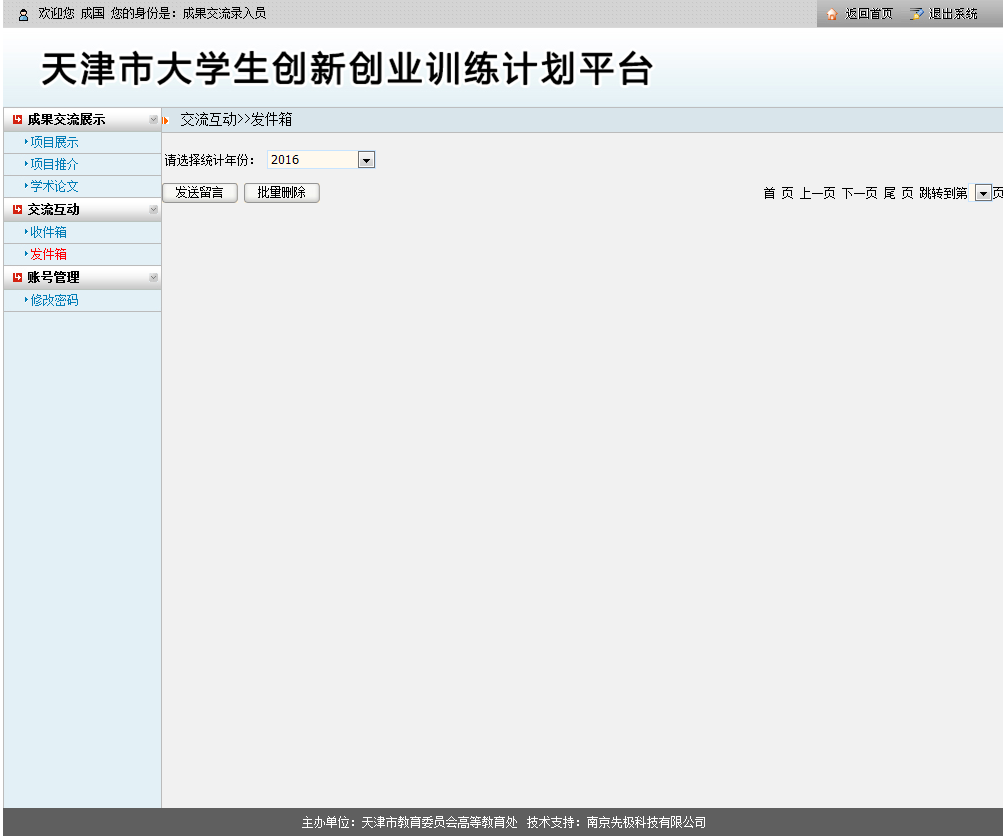 欢迎您 成国 您的身份是：成果交流录入员
返回首页 退出系统
天津市大学生创新创业训练计划平台
成果交流展示
项目展示
项目推介
学术论文
交流互动
收件箱
发件箱
账号管理
修改密码
交流互动>>发件箱
请选择统计年份： 2016
发送留言 批量删除
首 页 上一页 下一页 尾 页 跳转到第 页
主办单位：天津市教育委员会高等教育处 技术支持：南京先极科技有限公司